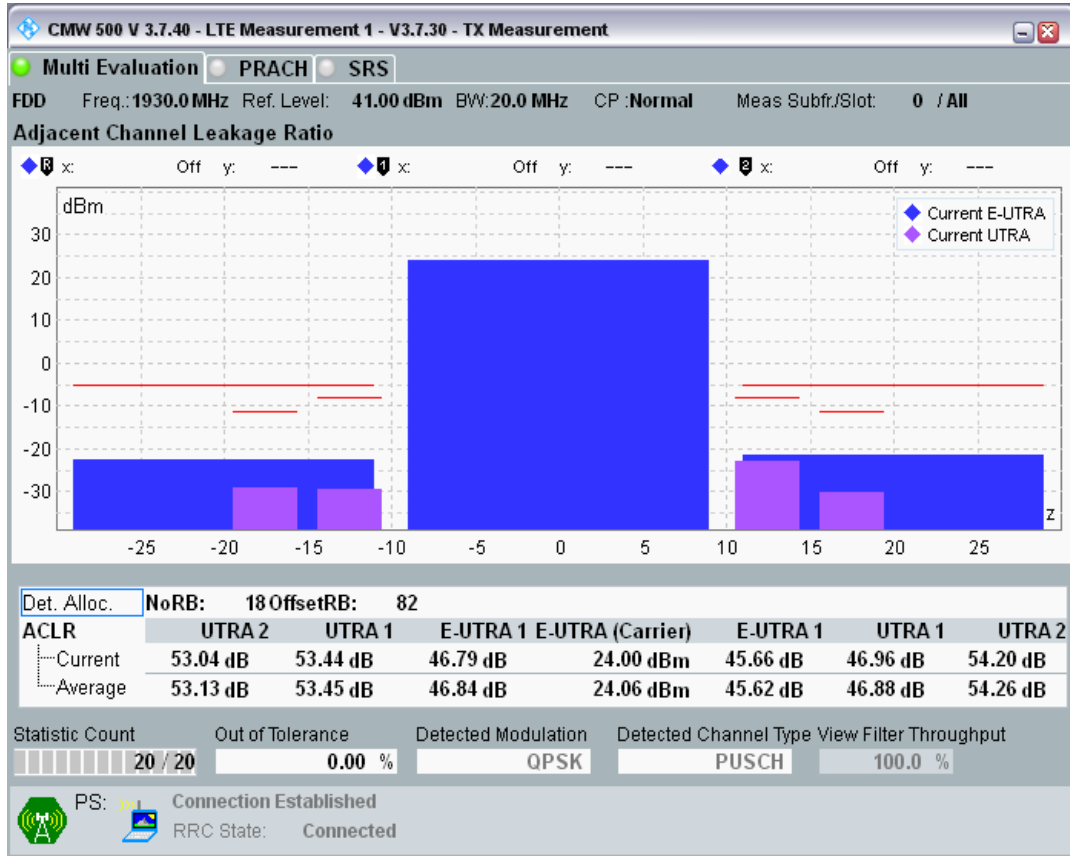 CMW 500 V 3.7.40 - LTE Measurement 1 - V3.7.30 - TX Measurement
Multi Evaluation PRACH SRS
FDD Freq.: 1930.0 MHz Ref. Level: 41.00 dBm BW: 20.0 MHz CP : Normal Meas Subfr./Slot: 0 / All
Adjacent Channel Leakage Ratio
R x: Off y: --- 1 x: Off y: --- 2 x: Off y: ---
dBm
Current E-UTRA
Current UTRA
30
20
10
0
-10
-20
-30
z
-25 -20 -15 -10 -5 0 5 10 15 20 25
Det. Alloc. NoRB: 18 OffsetRB: 82
ACLR UTRA 2 UTRA 1 E-UTRA 1 E-UTRA (Carrier) E-UTRA 1 UTRA 1 UTRA 2
Current 53.04 dB 53.44 dB 46.79 dB 24.00 dBm 45.66 dB 46.96 dB 54.20 dB
Average 53.13 dB 53.45 dB 46.84 dB 24.06 dBm 45.62 dB 46.88 dB 54.26 dB
Statistic Count Out of Tolerance Detected Modulation Detected Channel Type View Filter Throughput
20 / 20 0.00 % QPSK PUSCH 100.0 %
PS: Connection Established
RRC State: Connected